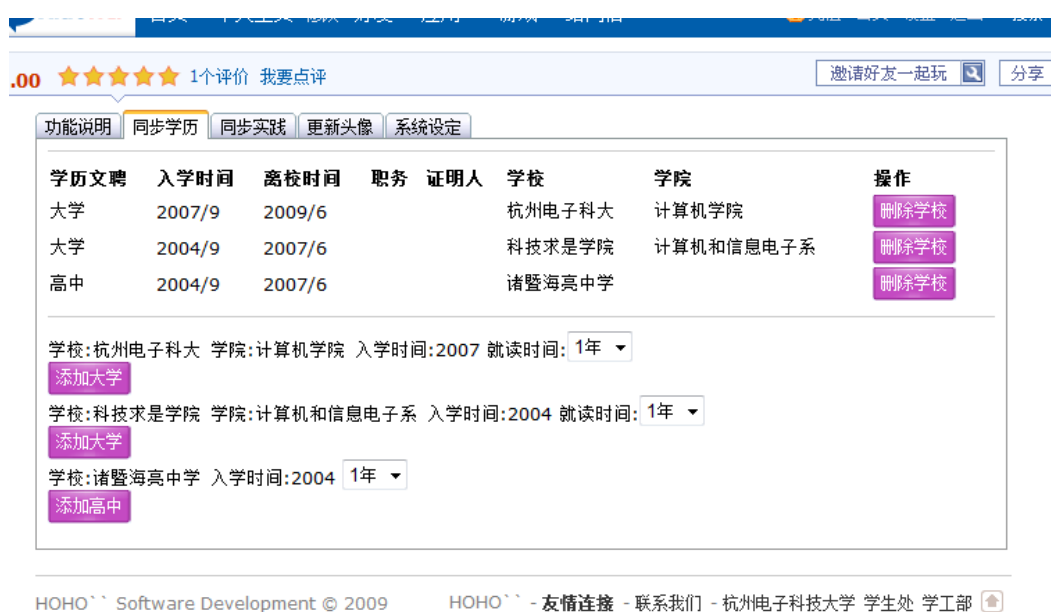 .00 1个评价 我要点评 邀请好友一起玩 分享
功能说明 同步学历 同步实践 更新头像 系统设定
学历文聘 入学时间 离校时间 职务 证明人 学校 学院 操作
大学 2007/9 2009/6 杭州电子科大 计算机学院 删除学校
大学 2004/9 2007/6 科技求是学院 计算机和信息电子系 删除学校
高中 2004/9 2007/6 诸暨海亮中学 删除学校
学校:杭州电子科大 学院:计算机学院 入学时间:2007 就读时间: 1年
添加大学
学校:科技求是学院 学院:计算机和信息电子系 入学时间:2004 就读时间: 1年
添加大学
学校:诸暨海亮中学 入学时间:2004 1年
添加高中
HOHO`` Software Development © 2009 HOHO`` - 友情连接 - 联系我们 - 杭州电子科技大学 学生处 学工部